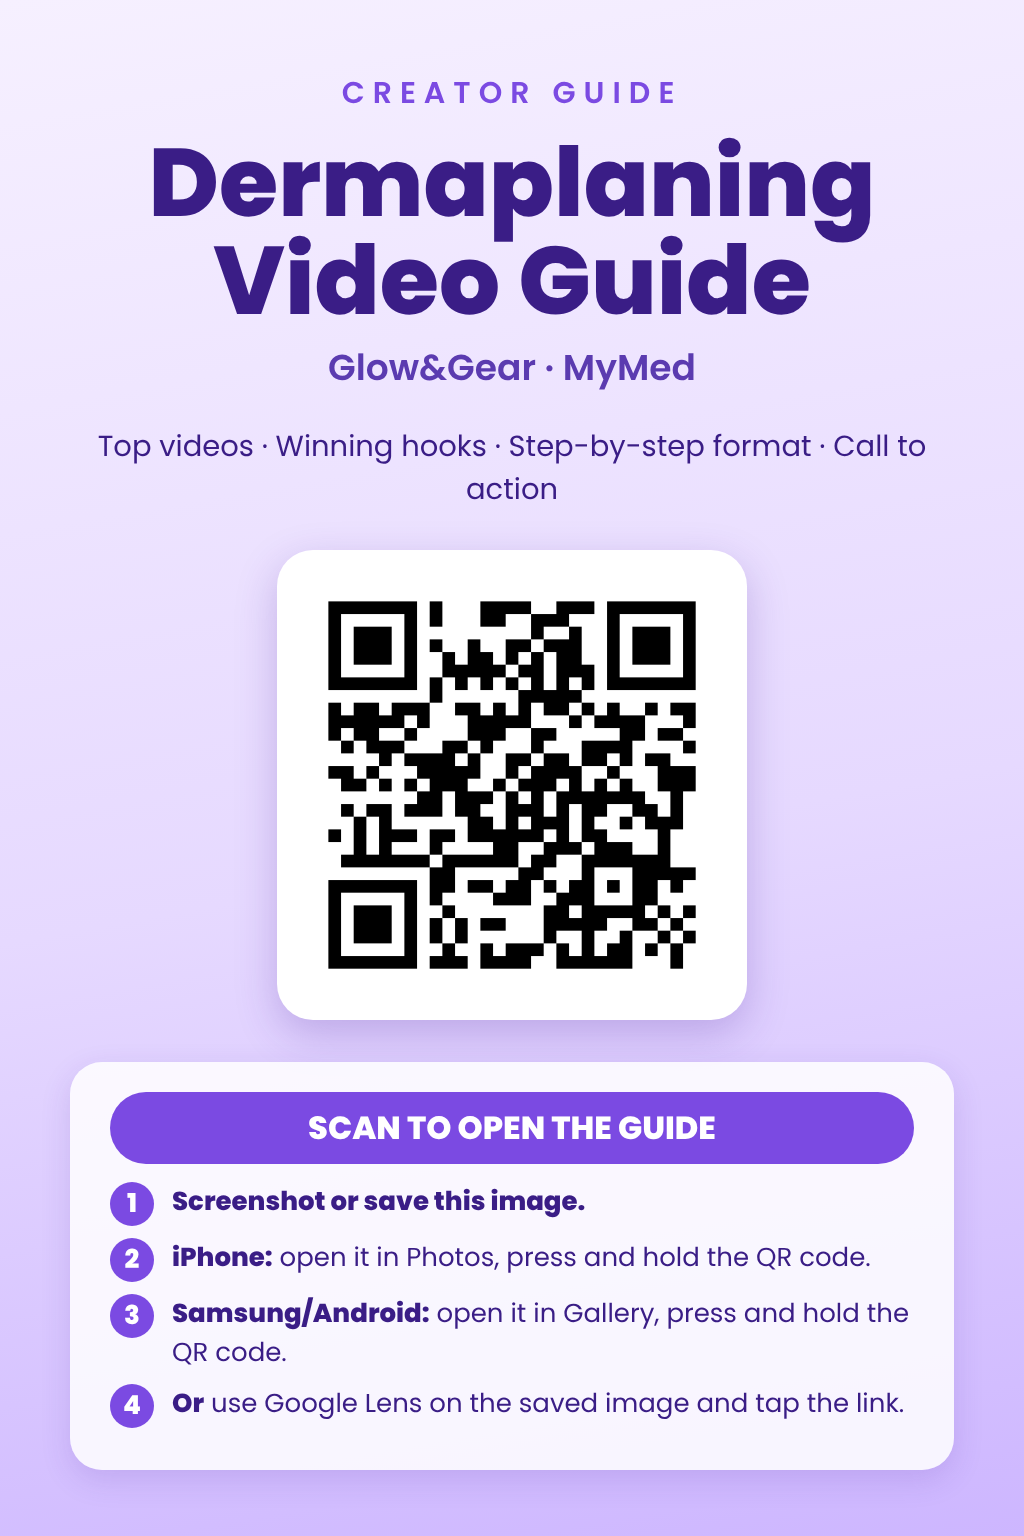 CREATOR GUIDE
Dermaplaning
Video Guide
Glow&Gear · MyMed
Top videos · Winning hooks · Step-by-step format · Call to
action
SCAN TO OPEN THE GUIDE
1 Screenshot or save this image.
2 iPhone: open it in Photos, press and hold the QR code.
3 Samsung/Android: open it in Gallery, press and hold the
QR code.
4 Or use Google Lens on the saved image and tap the link.